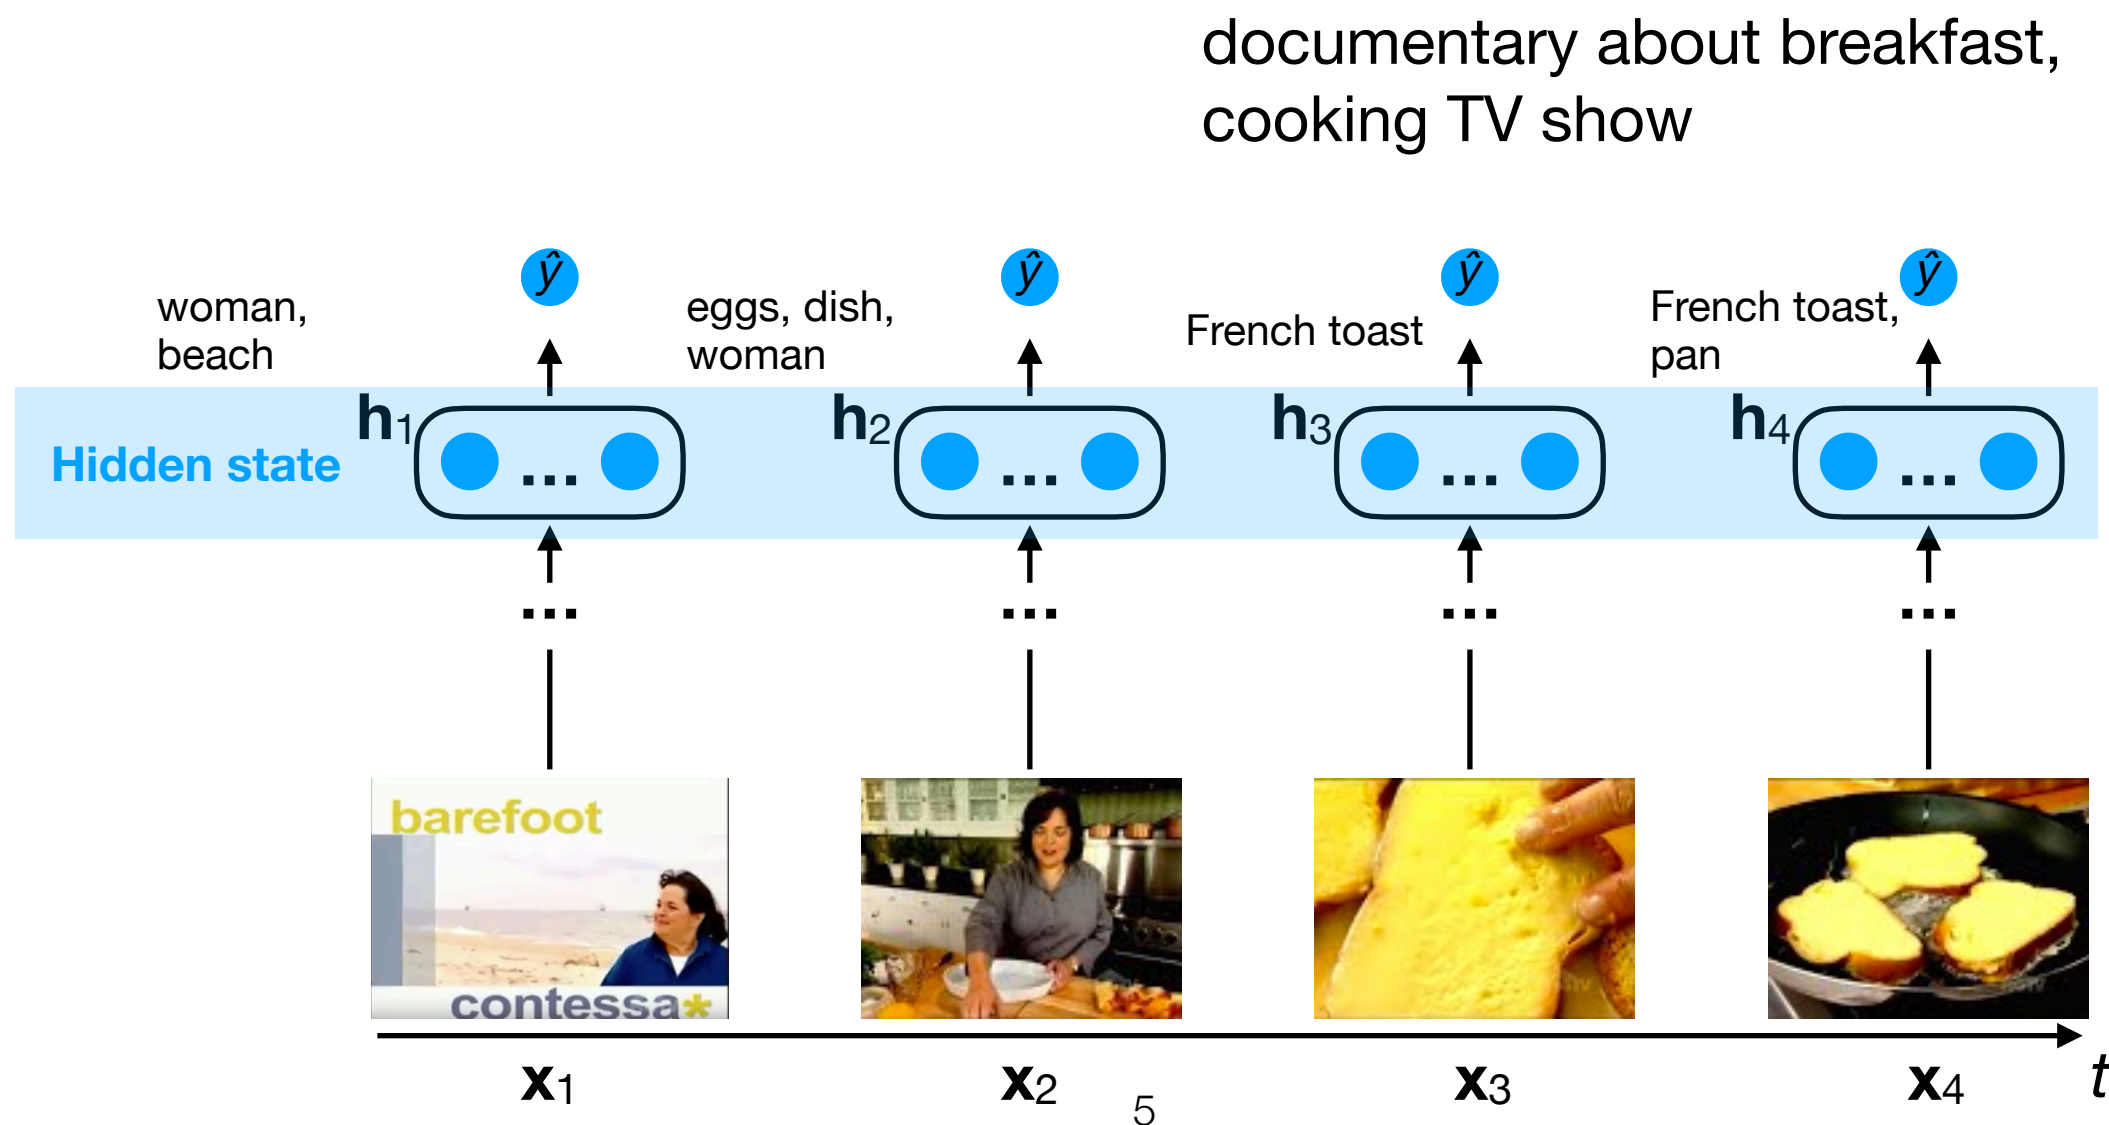 documentary about breakfast,
cooking TV show
ŷ
ŷ
ŷ
ŷ
woman,
beach
eggs, dish,
woman
French toast
French toast,
pan
Hidden state
h1
...
h2
...
h3
...
h4
...
...
...
...
...
barefoot
contessa*
x1
x2
x3
x4
t
5